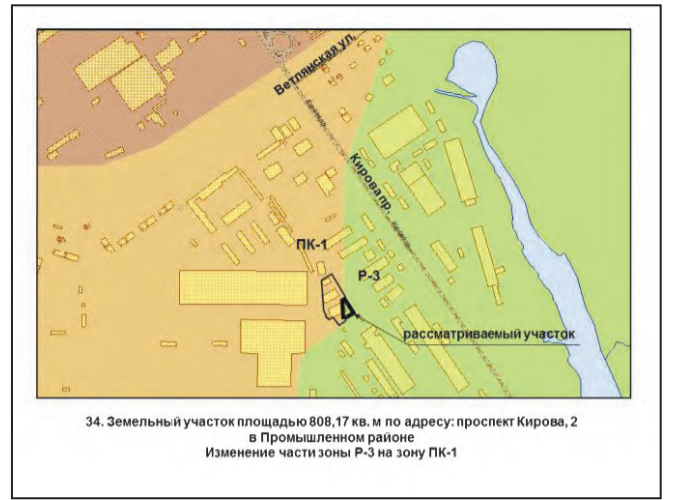 Ветлянская ул.
Кирова пр.
ПК-1
Р-3
рассматриваемый участок
34. Земельный участок площадью 808,17 кв. м по адресу: проспект Кирова, 2
в Промышленном районе
Изменение части зоны Р-3 на зону ПК-1